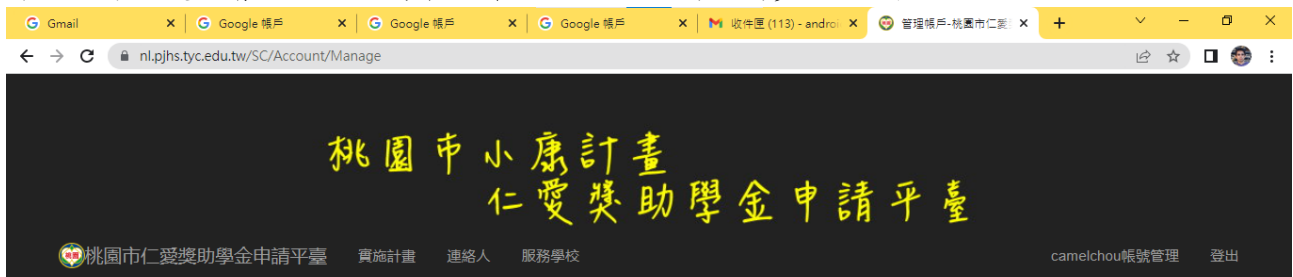 Gmail
Google 帳戶
Google 帳戶
Google 帳戶
收件匣 (113) - androi
管理帳戶-桃園市仁愛
nl.pjhs.tyc.edu.tw/SC/Account/Manage
桃園市小康計畫
仁愛獎助學金申請平臺
桃園市仁愛獎助學金申請平臺 實施計畫 連絡人 服務學校 camelchou帳號管理 登出